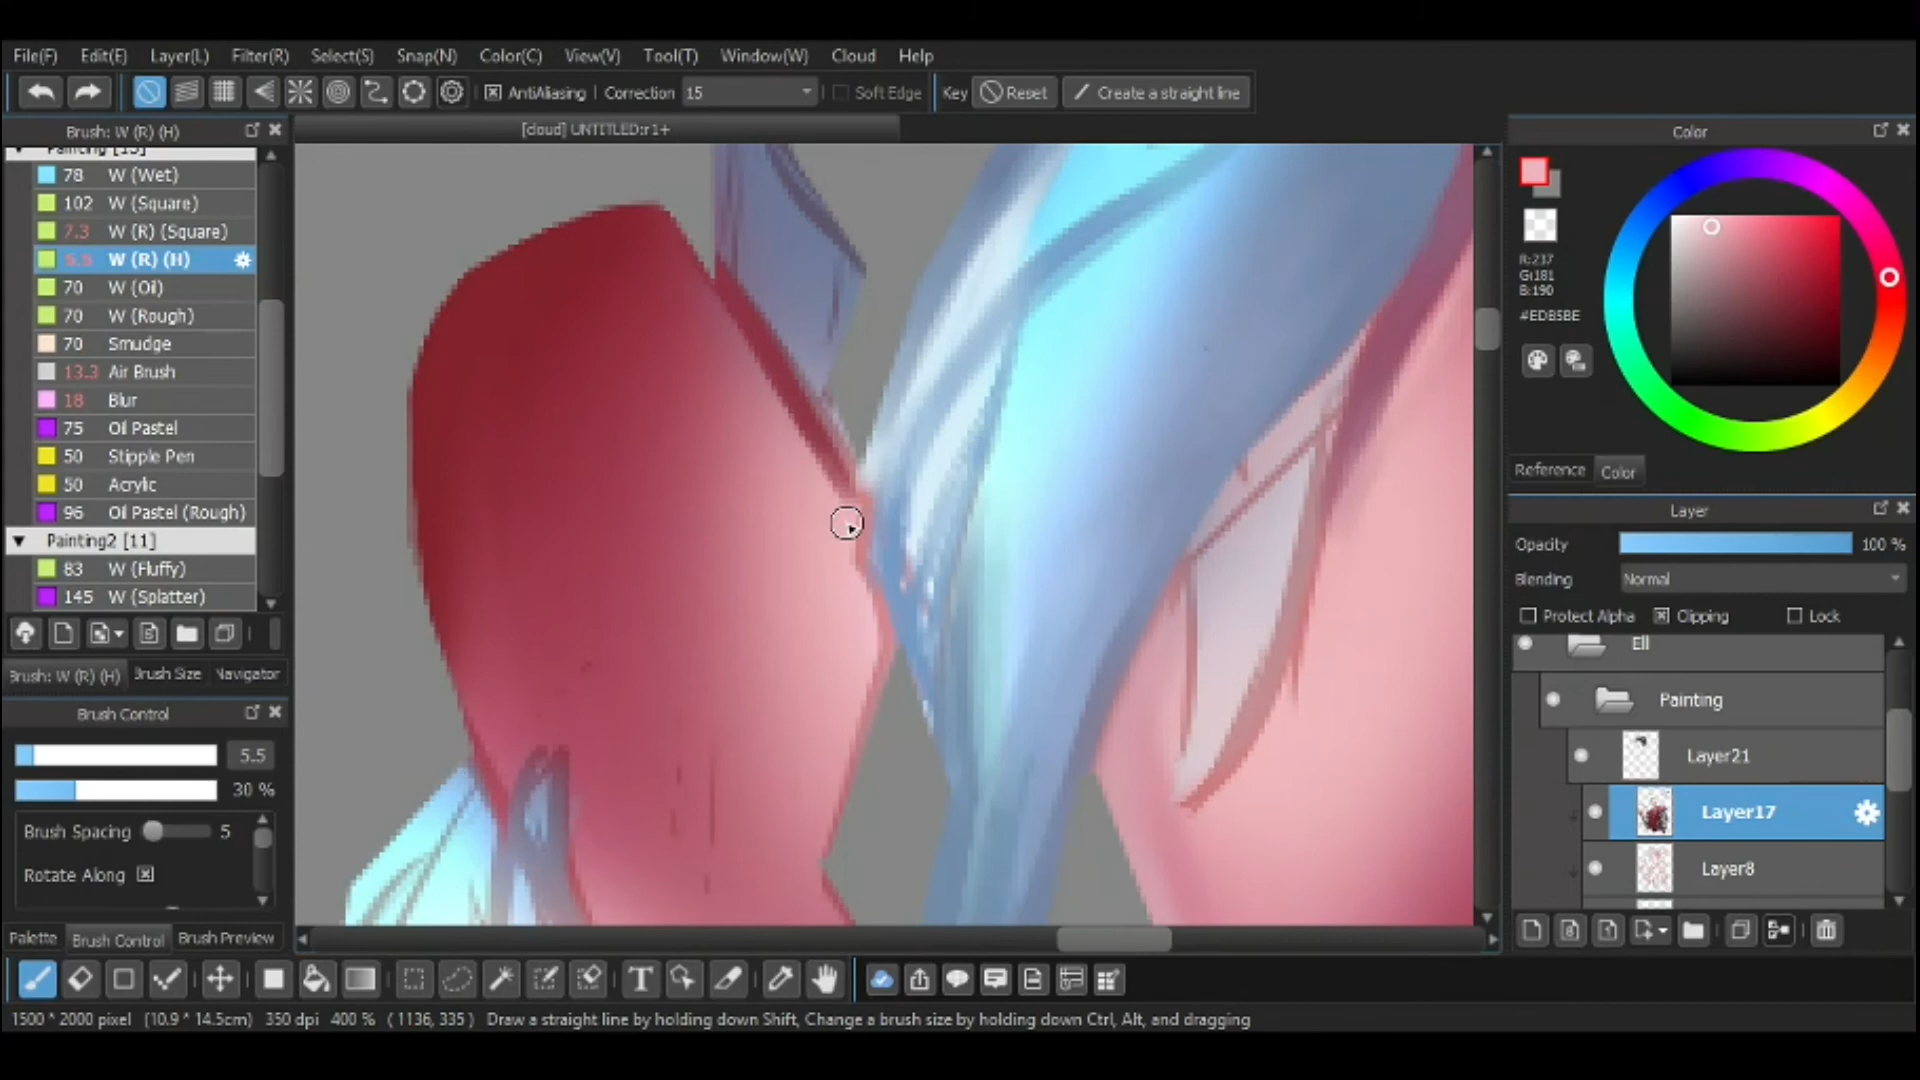 File(F) Edit(E) Layer(L) Filter(R) Select(S) Snap(N) Color(C) View(V) Tool(T) Window(W) Cloud Help
AntiAliasing Correction 15 Soft Edge Key Reset Create a straight line
Brush: W (R) (H)
[cloud] UNTITLED:r1+
Painting [15]
78 W (Wet)
102 W (Square)
7.3 W (R) (Square)
5.5 W (R) (H)
70 W (Oil)
70 W (Rough)
70 Smudge
13.3 Air Brush
18 Blur
75 Oil Pastel
50 Stipple Pen
50 Acrylic
96 Oil Pastel (Rough)
Painting2 [11]
83 W (Fluffy)
145 W (Splatter)
Brush: W (R) (H) Brush Size Navigator
Brush Control
5.5
30 %
Brush Spacing 5
Rotate Along
Palette Brush Control Brush Preview
Color
R:237
G:181
B:190
#EDB5BE
Reference Color
Layer
Opacity 100 %
Blending Normal
Protect Alpha Clipping Lock
Ell
Painting
Layer21
Layer17
Layer8
1500 * 2000 pixel (10.9 * 14.5cm) 350 dpi 400 % ( 1136, 335 ) Draw a straight line by holding down Shift, Change a brush size by holding down Ctrl, Alt, and dragging